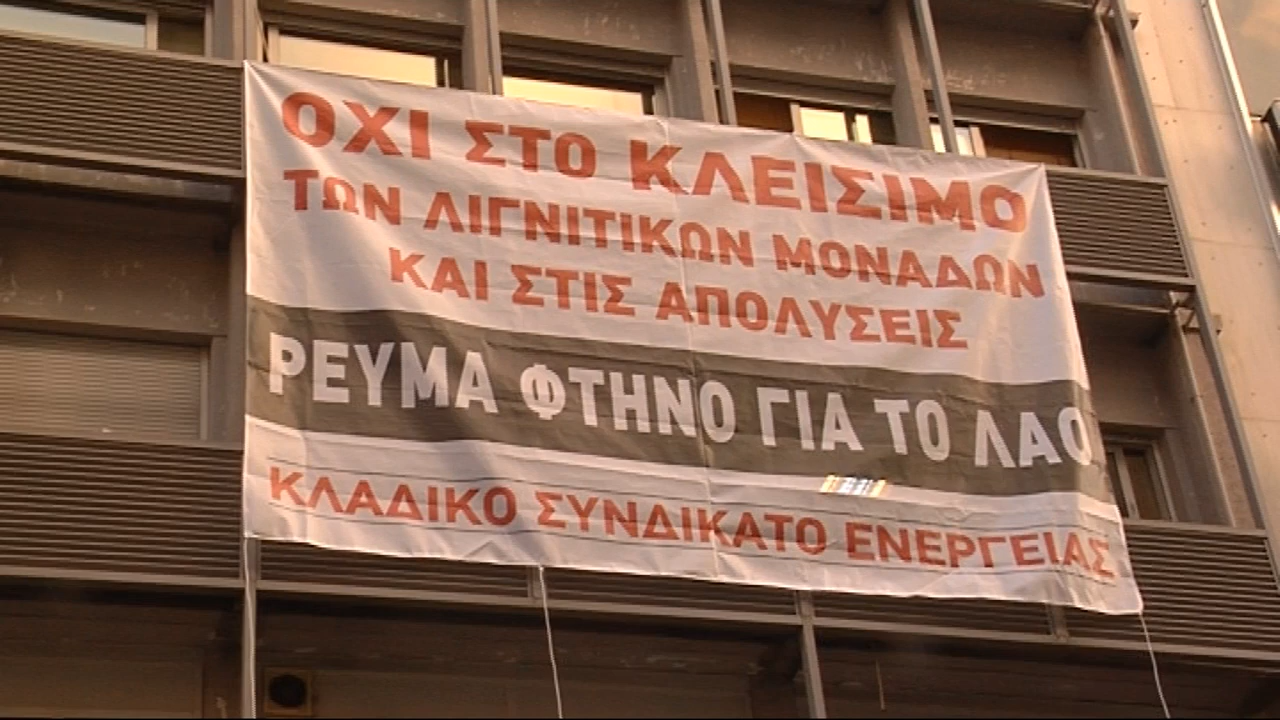 ΟΧΙ ΣΤΟ ΚΛΕΙΣΙΜΟ
ΤΩΝ ΛΙΓΝΙΤΙΚΩΝ ΜΟΝΑΔΩΝ
ΚΑΙ ΣΤΙΣ ΑΠΟΛΥΣΕΙΣ
ΡΕΥΜΑ ΦΤΗΝΟ ΓΙΑ ΤΟ ΛΑΟ
ΚΛΑΔΙΚΟ ΣΥΝΔΙΚΑΤΟ ΕΝΕΡΓΕΙΑΣ